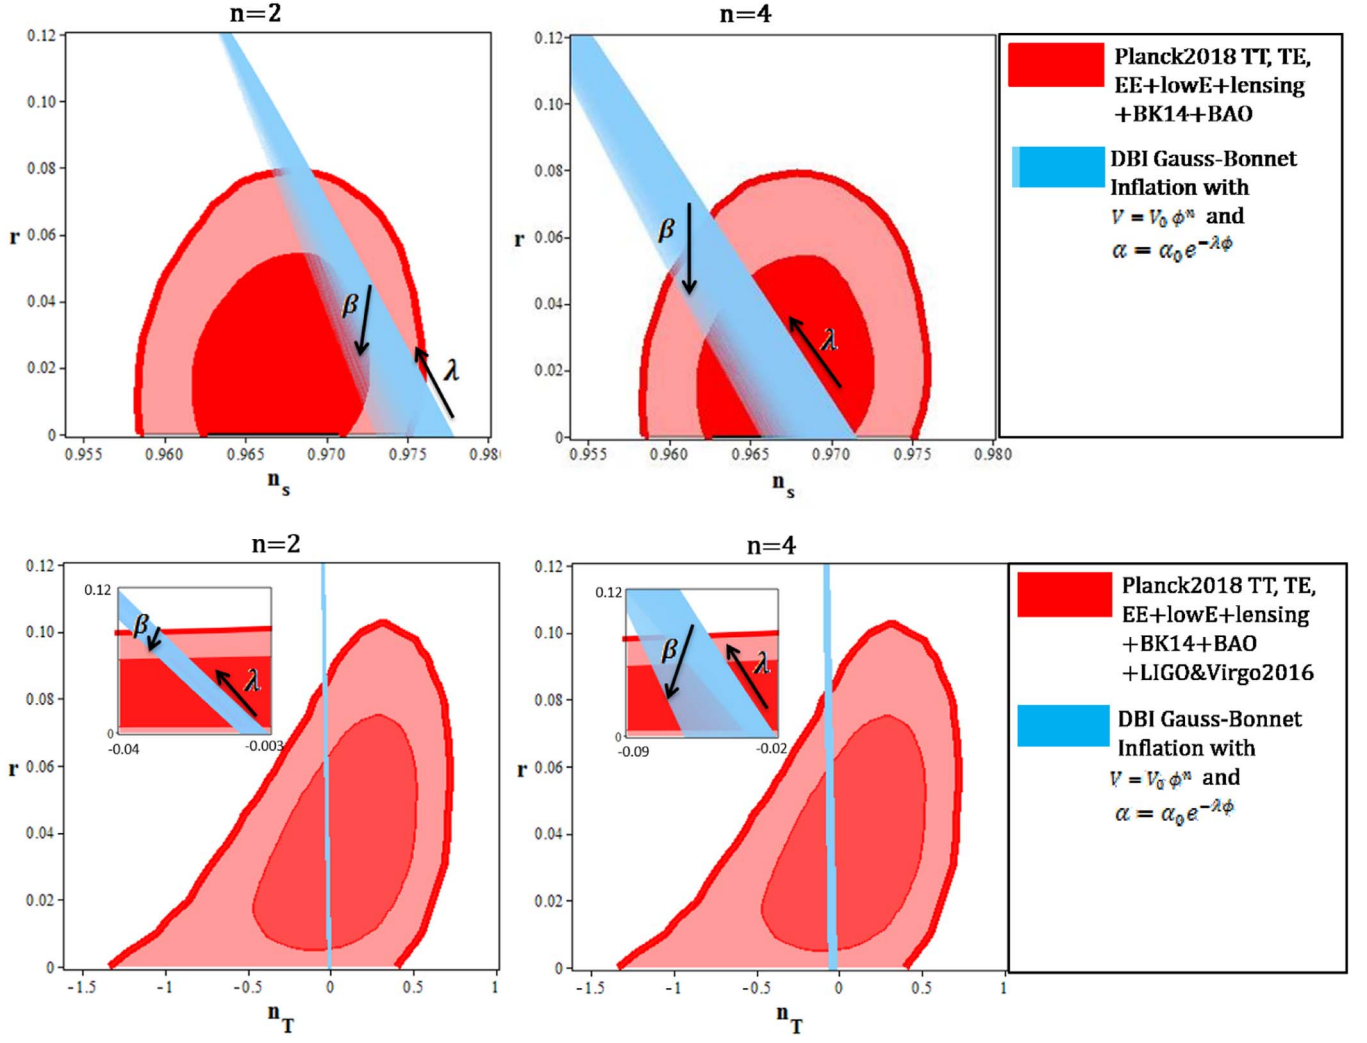 n=2
0.12
0.10
0.08
r 0.06
0.04
0.02
0
β
λ
0.955 0.960 0.965 0.970 0.975 0.98
n_s
n=4
0.12
0.10
0.08
r 0.06
0.04
0.02
0
β
λ
0.955 0.960 0.965 0.970 0.975 0.980
n_s
Planck2018 TT, TE,
EE+lowE+lensing
+BK14+BAO
DBI Gauss-Bonnet
Inflation with
V = V₀ ϕⁿ and
α = α₀e^{-λϕ}
n=2
0.12
0.10
0.08
r 0.06
0.04
0.02
0
0.12
β
λ
0
-0.04 -0.003
-1.5 -1 -0.5 0 0.5 1
n_T
n=4
0.12
0.10
0.08
r 0.06
0.04
0.02
0
0.12
β
λ
0
-0.09 -0.02
-1.5 -1 -0.5 0 0.5 1
n_T
Planck2018 TT, TE,
EE+lowE+lensing
+BK14+BAO
+LIGO&Virgo2016
DBI Gauss-Bonnet
Inflation with
V = V₀ ϕⁿ and
α = α₀e^{-λϕ}